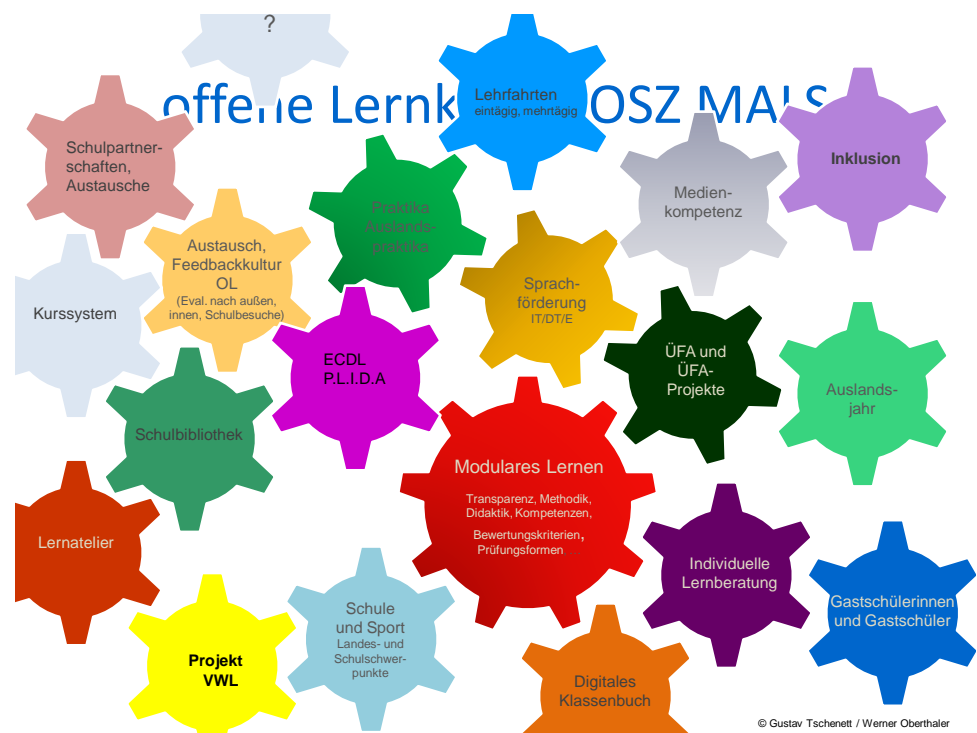 ?
offene Lernk
OSZ MALS
Lehrfahrten
eintägig, mehrtägig
Schulpartner-
schaften,
Austausche
Inklusion
Medien-
kompetenz
Praktika
Auslands-
praktika
Austausch,
Feedbackkultur
OL
(Eval. nach außen,
innen, Schulbesuche)
Sprach-
förderung
IT/DT/E
Kurssystem
ECDL
P.L.I.D.A
ÜFA und
ÜFA-
Projekte
Auslands-
jahr
Schulbibliothek
Modulares Lernen
Transparenz, Methodik,
Didaktik, Kompetenzen,
Bewertungskriterien,
Prüfungsformen
Lernatelier
Individuelle
Lernberatung
Gastschülerinnen
und Gastschüler
Schule
und Sport
Landes- und
Schulschwer-
punkte
Projekt
VWL
Digitales
Klassenbuch
© Gustav Tschenett / Werner Oberthaler